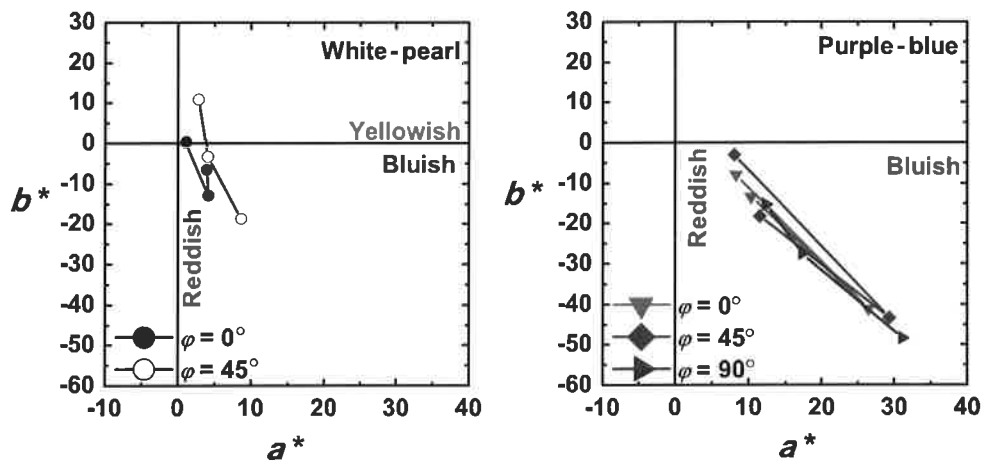 White-pearl
Yellowish
Bluish
Reddish
φ = 0°
φ = 45°
b*
a*
30
20
10
0
-10
-20
-30
-40
-50
-60
-10
0
10
20
30
40
Purple-blue
Bluish
Reddish
φ = 0°
φ = 45°
φ = 90°
b*
a*
30
20
10
0
-10
-20
-30
-40
-50
-60
-10
0
10
20
30
40